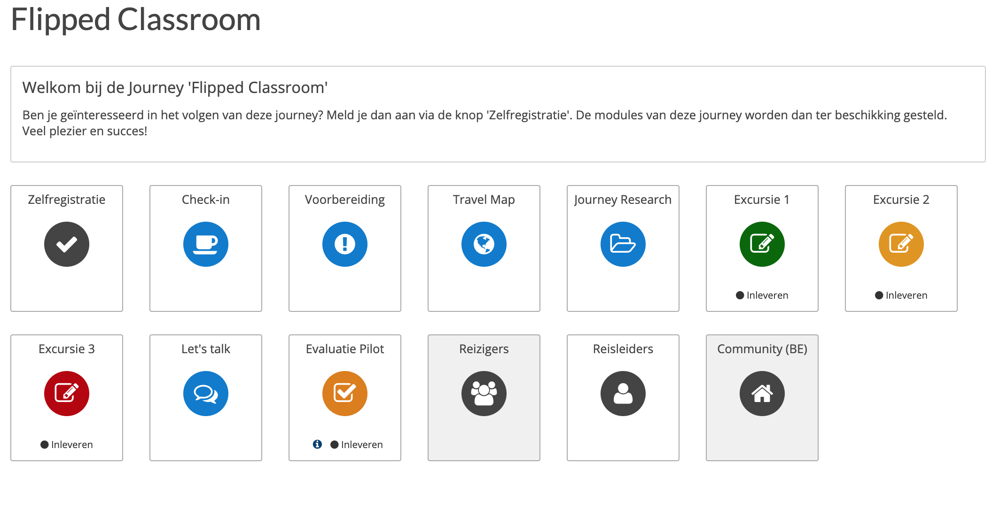 Flipped Classroom
Welkom bij de Journey 'Flipped Classroom'
Ben je geïnteresseerd in het volgen van deze journey? Meld je dan aan via de knop 'Zelfregistratie'. De modules van deze journey worden dan ter beschikking gesteld.
Veel plezier en succes!
Zelfregistratie
Check-in
Voorbereiding
Travel Map
Journey Research
Excursie 1
Inleveren
Excursie 2
Inleveren
Excursie 3
Inleveren
Let's talk
Evaluatie Pilot
Inleveren
Reizigers
Reisleiders
Community (BE)